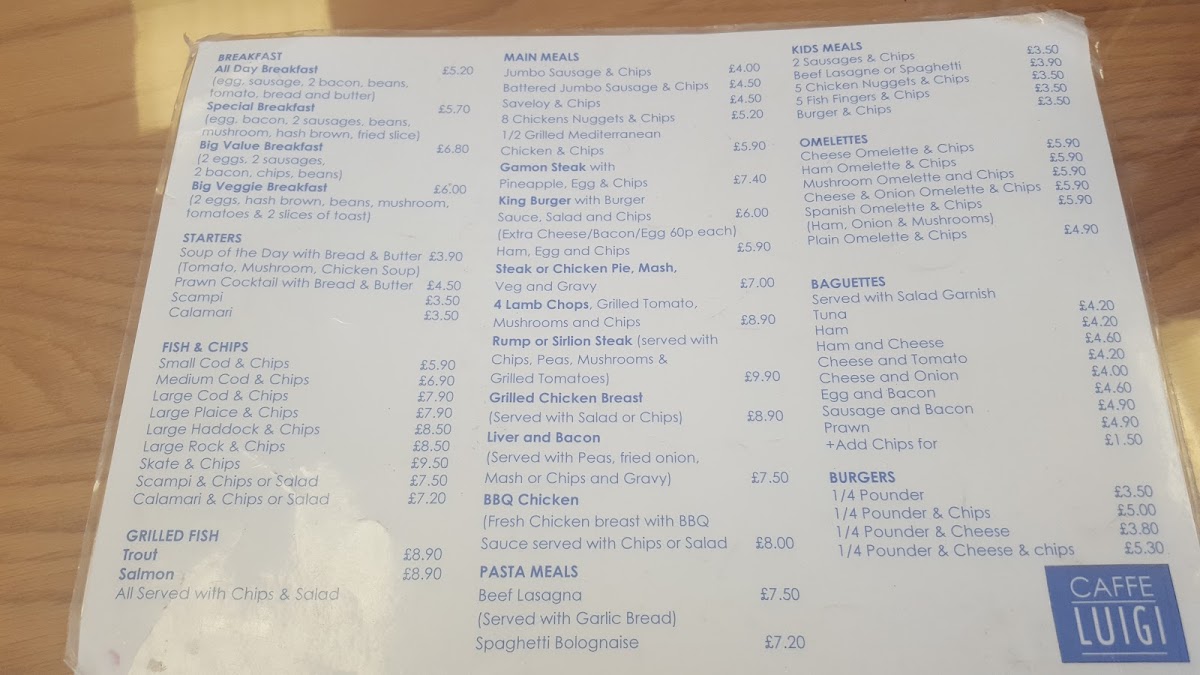 BREAKFAST
All Day Breakfast £5.20
(egg, sausage, 2 bacon, beans,
tomato, bread and butter)
Special Breakfast £5.70
(egg, bacon, 2 sausages, beans,
mushroom, hash brown, fried slice)
Big Value Breakfast £6.80
(2 eggs, 2 sausages,
2 bacon, chips, beans)
Big Veggie Breakfast £6.00
(2 eggs, hash brown, beans, mushroom,
tomatoes & 2 slices of toast)
STARTERS
Soup of the Day with Bread & Butter £3.90
(Tomato, Mushroom, Chicken Soup)
Prawn Cocktail with Bread & Butter £4.50
Scampi £3.50
Calamari £3.50
FISH & CHIPS
Small Cod & Chips £5.90
Medium Cod & Chips £6.90
Large Cod & Chips £7.90
Large Plaice & Chips £7.90
Large Haddock & Chips £8.50
Large Rock & Chips £8.50
Skate & Chips £9.50
Scampi & Chips or Salad £7.50
Calamari & Chips or Salad £7.20
GRILLED FISH
Trout £8.90
Salmon £8.90
All Served with Chips & Salad
MAIN MEALS
Jumbo Sausage & Chips £4.00
Battered Jumbo Sausage & Chips £4.50
Saveloy & Chips £4.50
8 Chickens Nuggets & Chips £5.20
1/2 Grilled Mediterranean
Chicken & Chips £5.90
Gamon Steak with
Pineapple, Egg & Chips £7.40
King Burger with Burger
Sauce, Salad and Chips £6.00
(Extra Cheese/Bacon/Egg 60p each)
Ham, Egg and Chips £5.90
Steak or Chicken Pie, Mash,
Veg and Gravy £7.00
4 Lamb Chops, Grilled Tomato,
Mushrooms and Chips £8.90
Rump or Sirlion Steak (served with
Chips, Peas, Mushrooms &
Grilled Tomatoes) £9.90
Grilled Chicken Breast
(Served with Salad or Chips) £8.90
Liver and Bacon
(Served with Peas, fried onion,
Mash or Chips and Gravy) £7.50
BBQ Chicken
(Fresh Chicken breast with BBQ
Sauce served with Chips or Salad £8.00
PASTA MEALS
Beef Lasagna £7.50
(Served with Garlic Bread)
Spaghetti Bolognaise £7.20
KIDS MEALS
2 Sausages & Chips £3.50
Beef Lasagne or Spaghetti £3.90
5 Chicken Nuggets & Chips £3.50
5 Fish Fingers & Chips £3.50
Burger & Chips £3.50
OMELETTES
Cheese Omelette & Chips £5.90
Ham Omelette & Chips £5.90
Mushroom Omelette and Chips £5.90
Cheese & Onion Omelette & Chips £5.90
Spanish Omelette & Chips £5.90
(Ham, Onion & Mushrooms)
Plain Omelette & Chips £4.90
BAGUETTES
Served with Salad Garnish
Tuna £4.20
Ham £4.20
Ham and Cheese £4.60
Cheese and Tomato £4.20
Cheese and Onion £4.00
Egg and Bacon £4.60
Sausage and Bacon £4.90
Prawn £4.90
+Add Chips for £1.50
BURGERS
1/4 Pounder £3.50
1/4 Pounder & Chips £5.00
1/4 Pounder & Cheese £3.80
1/4 Pounder & Cheese & chips £5.30
CAFFE
LUIGI